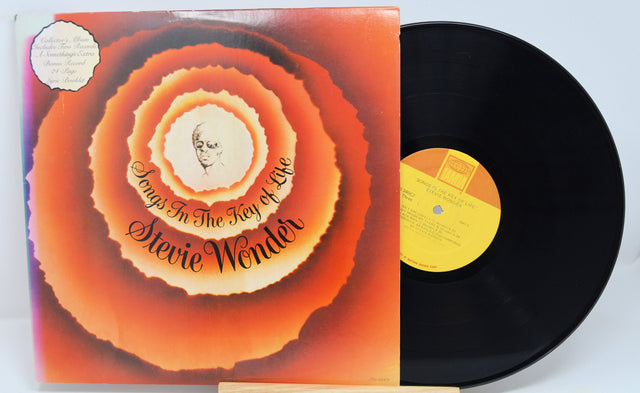 Collector's Album
Includes Two Records
A Something's Extra
Bonus Record
24-Page
Lyric Booklet
Songs In The Key of Life
Stevie Wonder
SONGS IN THE KEY OF LIFE
STEVIE WONDER